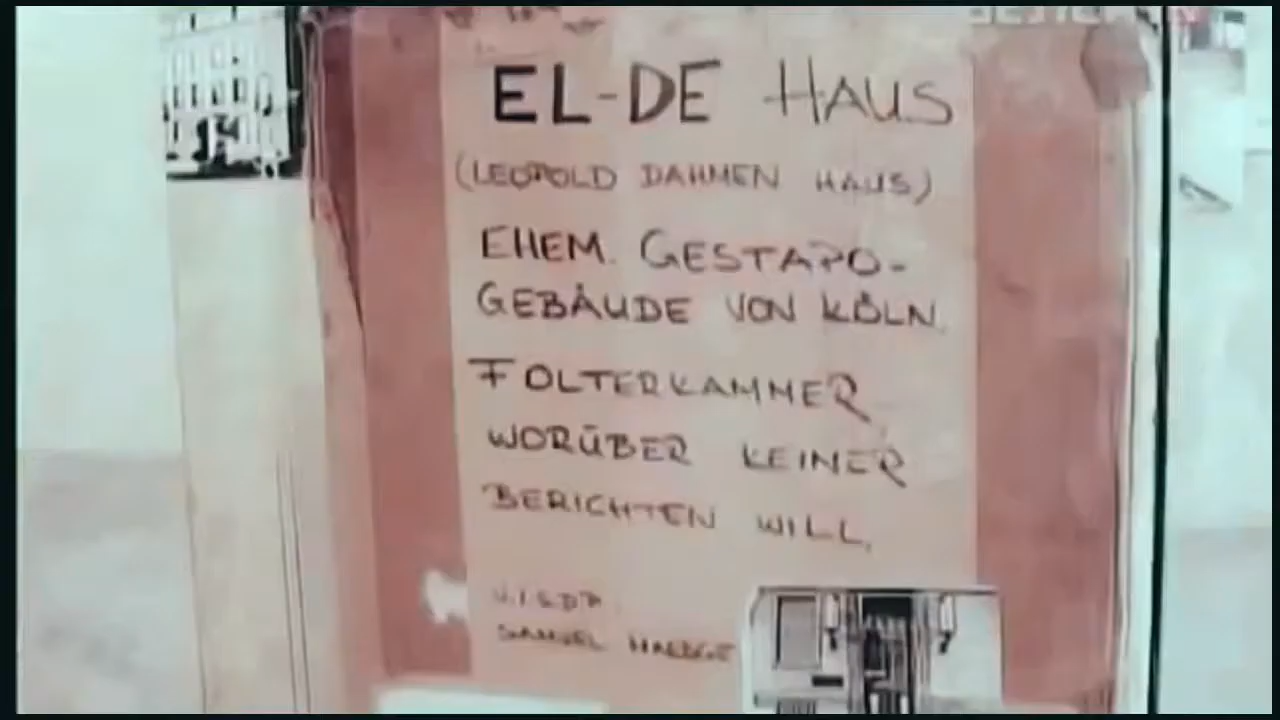 EL-DE HAUS
(LEOPOLD DAHMEN HAUS)
EHEM. GESTAPO-
GEBÄUDE VON KÖLN.
FOLTERKAMMER
WORÜBER KEINER
BERICHTEN WILL.
V.I.S.D.P.